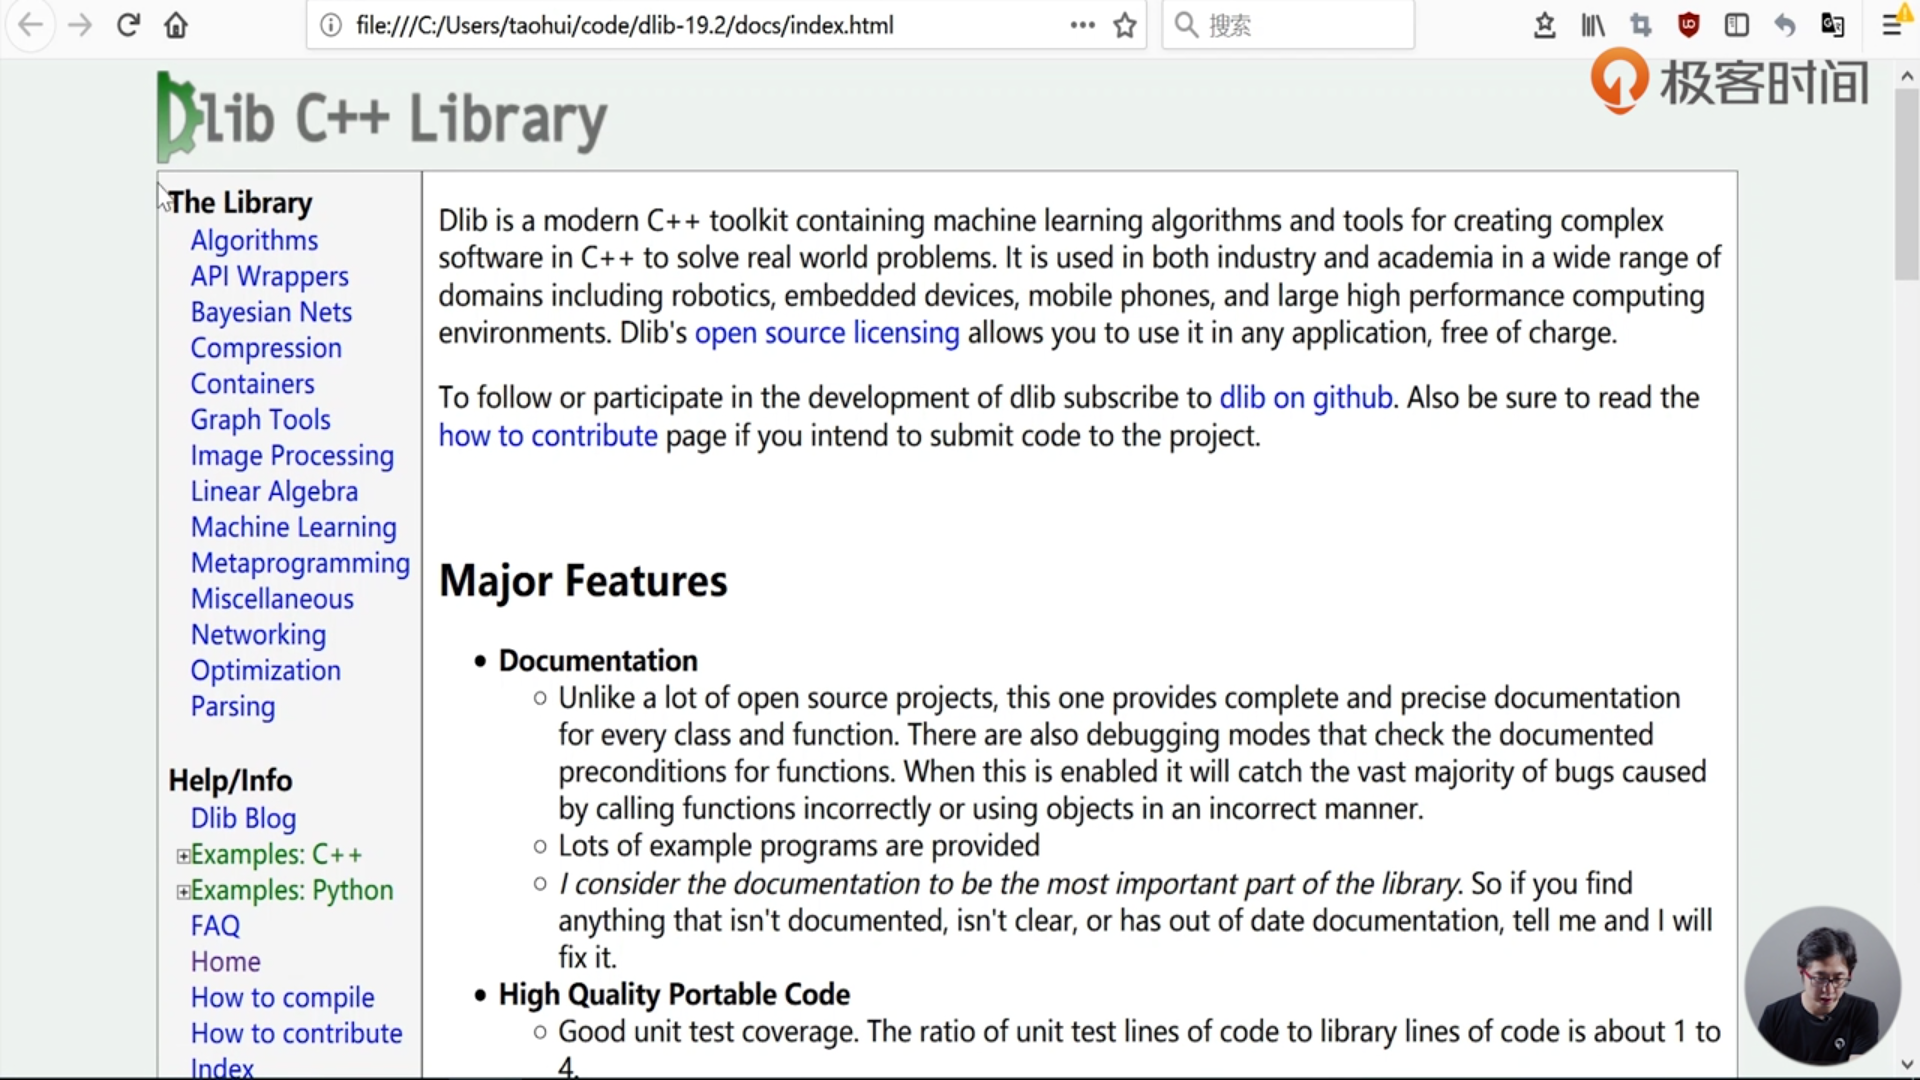 file:///C:/Users/taohui/code/dlib-19.2/docs/index.html
搜索
极客时间
Dlib C++ Library
The Library
Algorithms
API Wrappers
Bayesian Nets
Compression
Containers
Graph Tools
Image Processing
Linear Algebra
Machine Learning
Metaprogramming
Miscellaneous
Networking
Optimization
Parsing
Help/Info
Dlib Blog
Examples: C++
Examples: Python
FAQ
Home
How to compile
How to contribute
Index
Dlib is a modern C++ toolkit containing machine learning algorithms and tools for creating complex
software in C++ to solve real world problems. It is used in both industry and academia in a wide range of
domains including robotics, embedded devices, mobile phones, and large high performance computing
environments. Dlib's open source licensing allows you to use it in any application, free of charge.
To follow or participate in the development of dlib subscribe to dlib on github. Also be sure to read the
how to contribute page if you intend to submit code to the project.
Major Features
• Documentation
○ Unlike a lot of open source projects, this one provides complete and precise documentation
for every class and function. There are also debugging modes that check the documented
preconditions for functions. When this is enabled it will catch the vast majority of bugs caused
by calling functions incorrectly or using objects in an incorrect manner.
○ Lots of example programs are provided
○ I consider the documentation to be the most important part of the library. So if you find
anything that isn't documented, isn't clear, or has out of date documentation, tell me and I will
fix it.
• High Quality Portable Code
○ Good unit test coverage. The ratio of unit test lines of code to library lines of code is about 1 to
4.